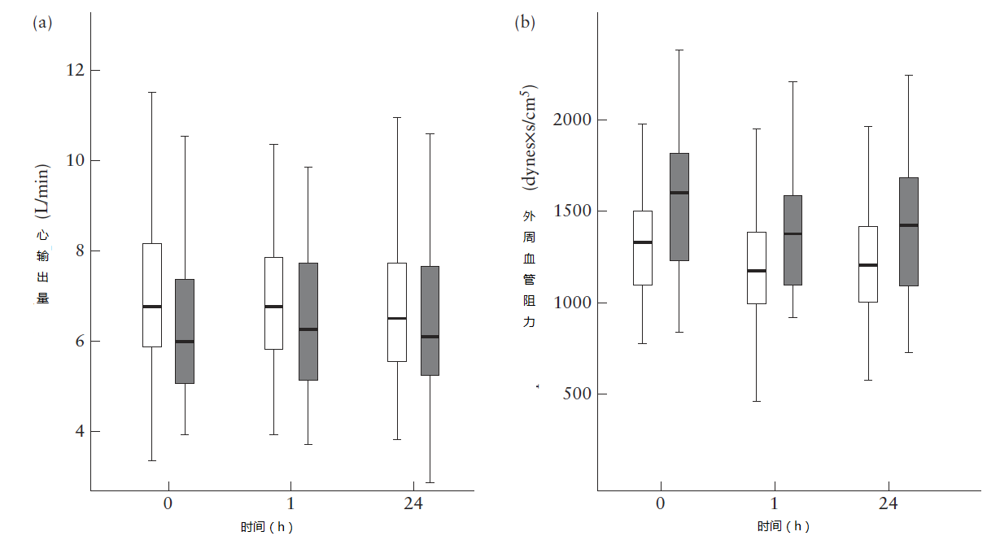 (a)
12
10
8
6
4
心输出量 (L/min)
0 1 24
时间（h）
(b)
2000
1500
1000
500
外周血管阻力 (dynes×s/cm⁵)
0 1 24
时间（h）